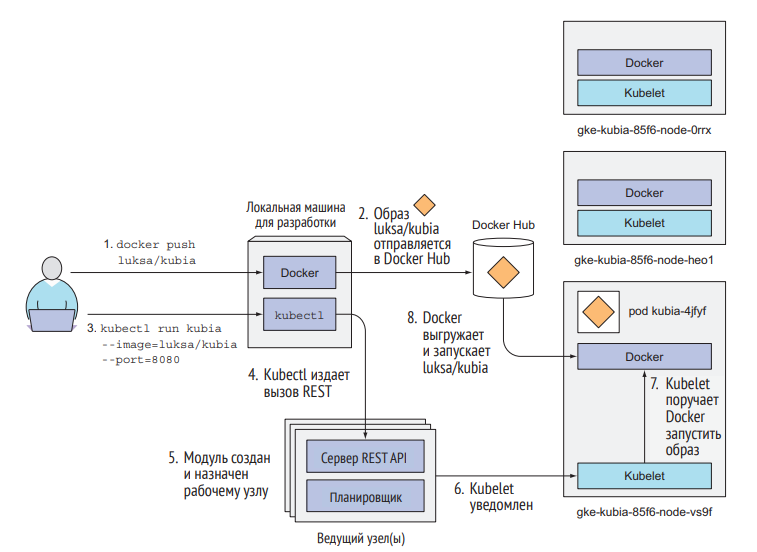 Docker
Kubelet
gke-kubia-85f6-node-0rrx
Docker
Kubelet
gke-kubia-85f6-node-heo1
Локальная машина
для разработки
1. docker push
luksa/kubia
Docker
kubectl
2. Образ
luksa/kubia
отправляется
в Docker Hub
Docker Hub
3. kubectl run kubia
--image=luksa/kubia
--port=8080
4. Kubectl издает
вызов REST
8. Docker
выгружает
и запускает
luksa/kubia
pod kubia-4jfyf
Docker
7. Kubelet
поручает
Docker
запустить
образ
Kubelet
gke-kubia-85f6-node-vs9f
5. Модуль создан
и назначен
рабочему узлу
Сервер REST API
Планировщик
Ведущий узел(ы)
6. Kubelet
уведомлен